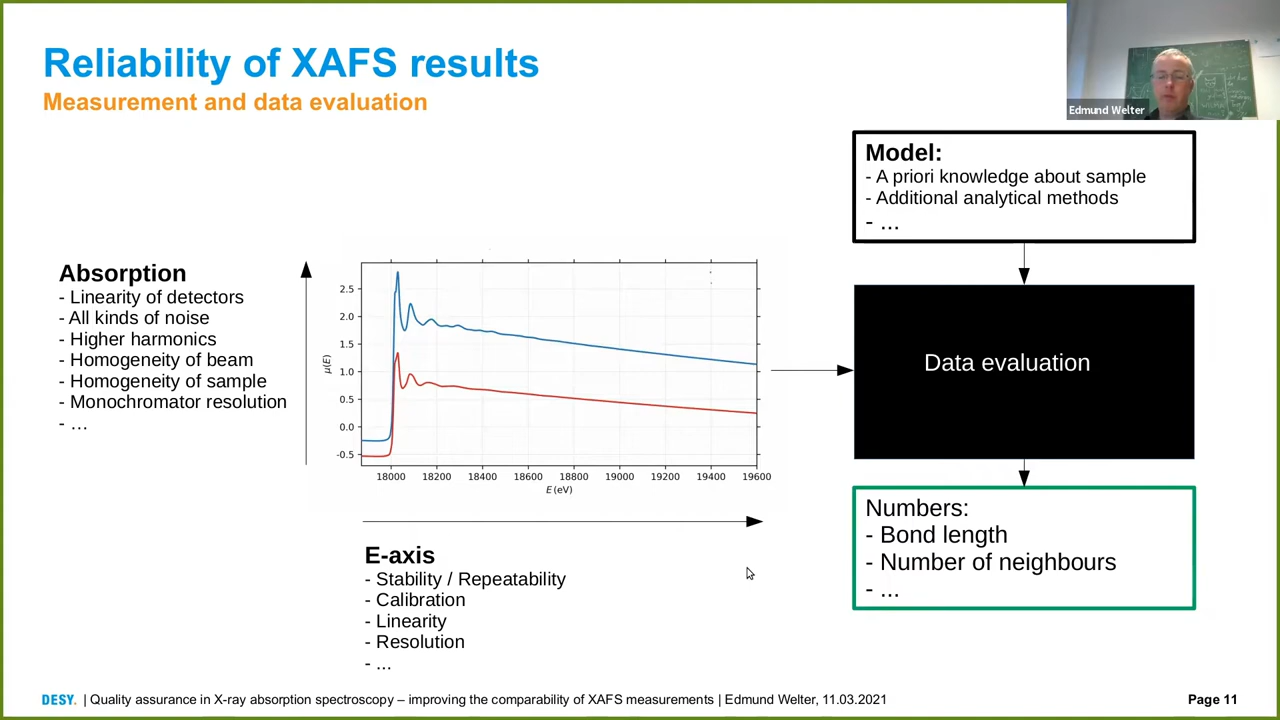 Reliability of XAFS results
Measurement and data evaluation
Edmund Welter
Model:
- A priori knowledge about sample
- Additional analytical methods
- ...
Absorption
- Linearity of detectors
- All kinds of noise
- Higher harmonics
- Homogeneity of beam
- Homogeneity of sample
- Monochromator resolution
- ...
μ(E)
2.5
2.0
1.5
1.0
0.5
0.0
-0.5
18000 18200 18400 18600 18800 19000 19200 19400 19600
E (eV)
Data evaluation
E-axis
- Stability / Repeatability
- Calibration
- Linearity
- Resolution
- ...
Numbers:
- Bond length
- Number of neighbours
- ...
DESY. | Quality assurance in X-ray absorption spectroscopy – improving the comparability of XAFS measurements | Edmund Welter, 11.03.2021
Page 11